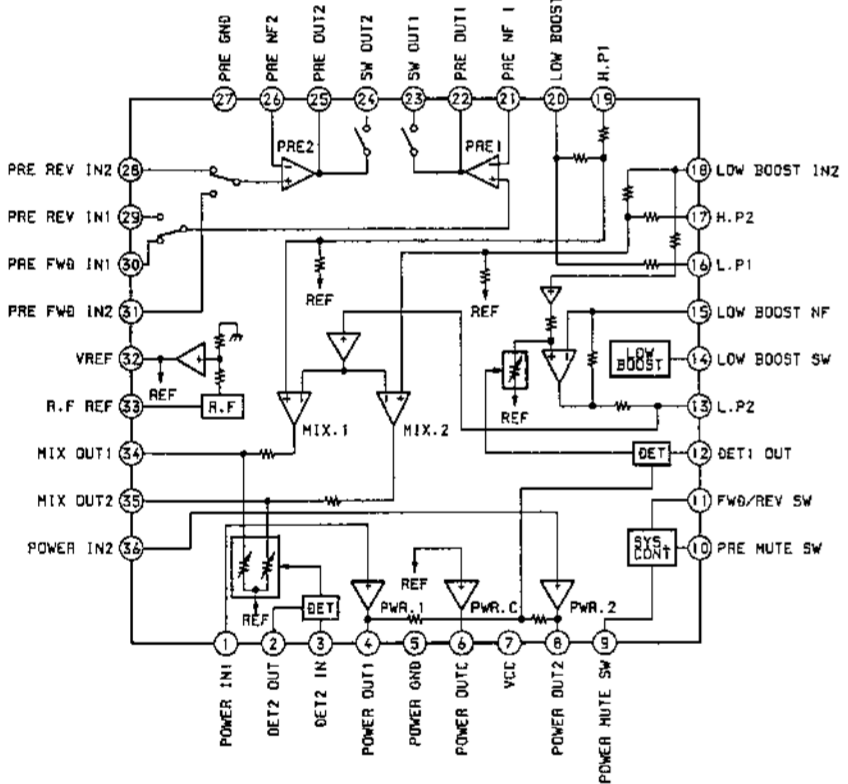 PRE GND
PRE NF2
PRE OUT2
SW OUT2
SW OUT1
PRE OUT1
PRE NF 1
LOW BOOST
H.P1
27
26
25
24
23
22
21
20
19
PRE2
PRE1
PRE REV IN2
28
PRE REV IN1
29
PRE FWD IN1
30
PRE FWD IN2
31
VREF
32
R.F REF
33
MIX OUT1
34
MIX OUT2
35
POWER IN2
36
18
LOW BOOST IN2
17
H.P2
16
L.P1
15
LOW BOOST NF
14
LOW BOOST SW
13
L.P2
12
DET1 OUT
11
FWD/REV SW
10
PRE MUTE SW
REF
REF
REF
REF
R.F
LOW
BOOST
MIX.1
MIX.2
DET
SYS.
CONT
REF
REF
DET
PWR.1
PWR.C
PWR.2
1
2
3
4
5
6
7
8
9
POWER IN1
DET2 OUT
DET2 IN
POWER OUT1
POWER GND
POWER OUTC
VCC
POWER OUT2
POWER MUTE SW